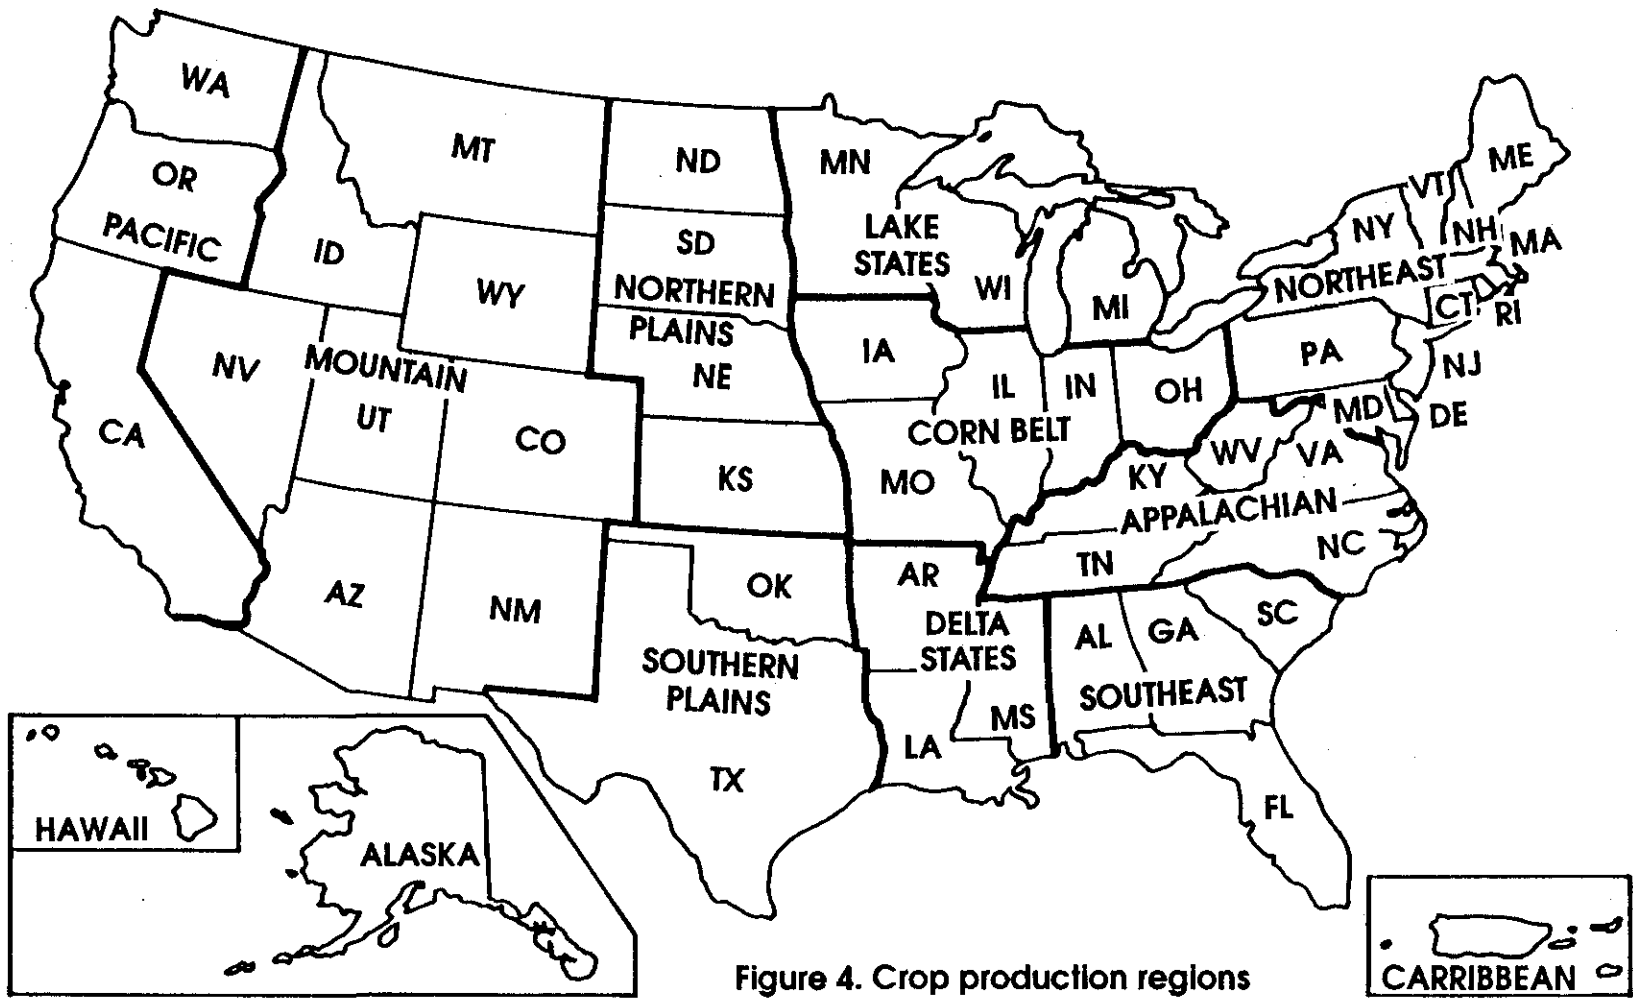 WA
MT
ND
MN
ME
OR
VT
PACIFIC
ID
SD
LAKE
STATES
NY
NH
MA
WY
NORTHERN
PLAINS
WI
MI
NORTHEAST
CT
RI
NV
MOUNTAIN
NE
IA
IL
IN
OH
PA
NJ
UT
CO
CORN BELT
MD
DE
CA
KS
MO
KY
WV
VA
APPALACHIAN
AZ
NM
OK
AR
TN
NC
DELTA
STATES
AL
GA
SC
SOUTHERN
PLAINS
SOUTHEAST
MS
LA
TX
FL
HAWAII
ALASKA
CARRIBBEAN
Figure 4. Crop production regions